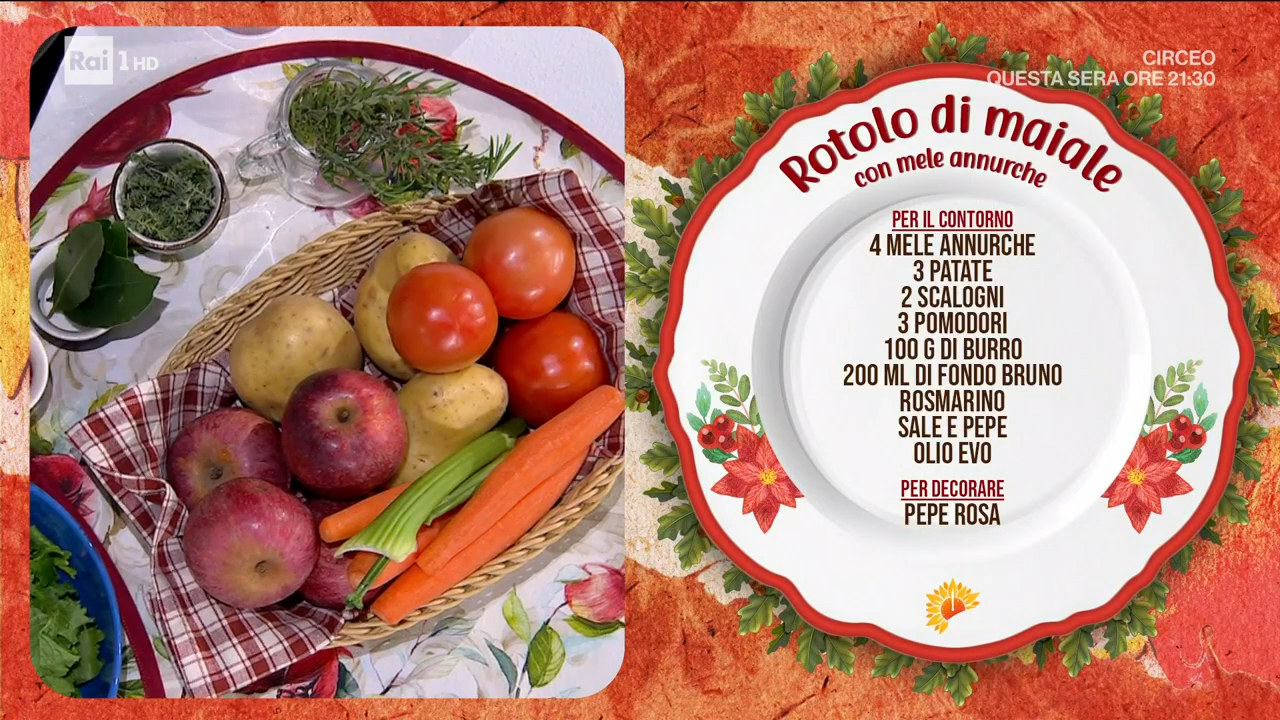 Rai 1 HD
CIRCEO
QUESTA SERA ORE 21:30
Rotolo di maiale
con mele annurche
PER IL CONTORNO
4 MELE ANNURCHE
3 PATATE
2 SCALOGNI
3 POMODORI
100 G DI BURRO
200 ML DI FONDO BRUNO
ROSMARINO
SALE E PEPE
OLIO EVO
PER DECORARE
PEPE ROSA